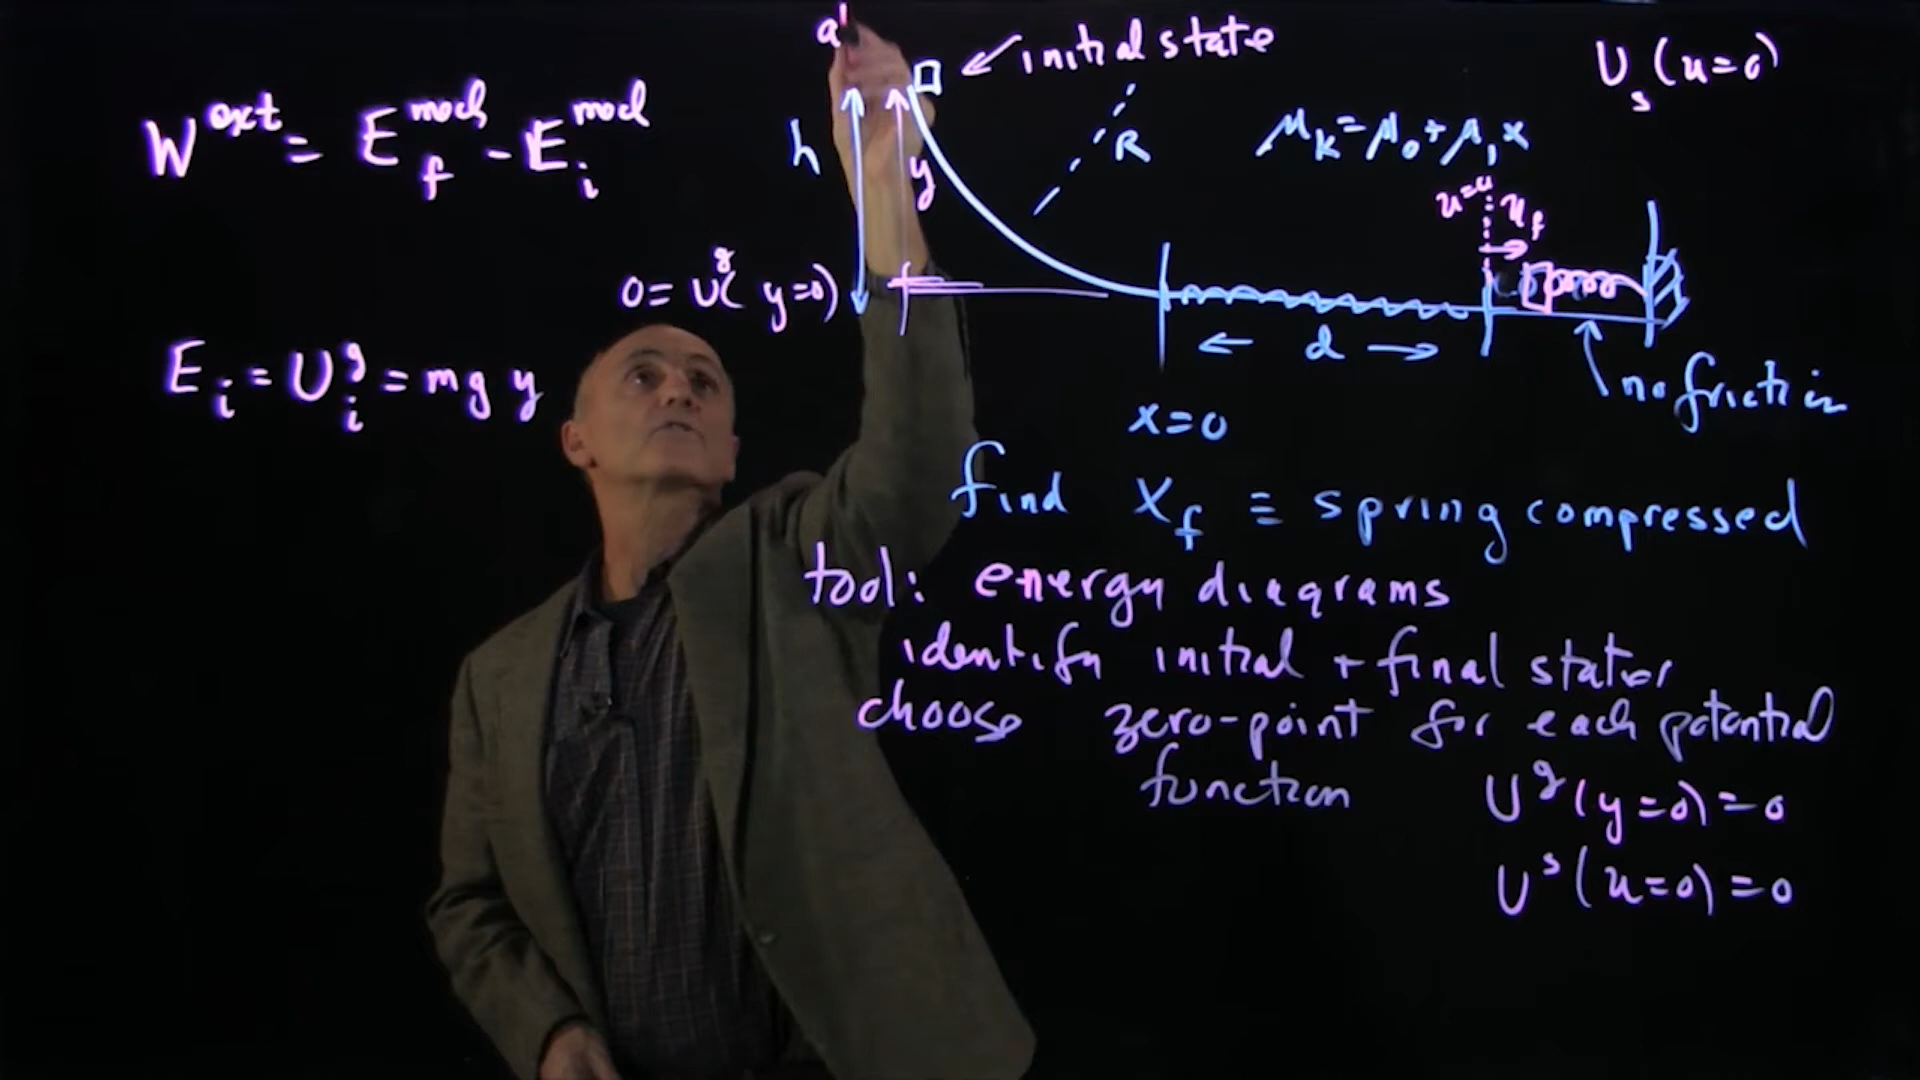 a
initial state
U_s (u=0)
W^ext = E_f^mech - E_i^mech
h
y
R
μ_k = μ_0 + μ_1 x
u=0
u_f
0 = U^g( y=0)
← d →
no friction
E_i = U_i^g = m g y
x=0
find x_f ≡ spring compressed
tool: energy diagrams
identify initial + final states
choose zero-point for each potential
function
U^g (y=0) = 0
U^s (u=0) = 0